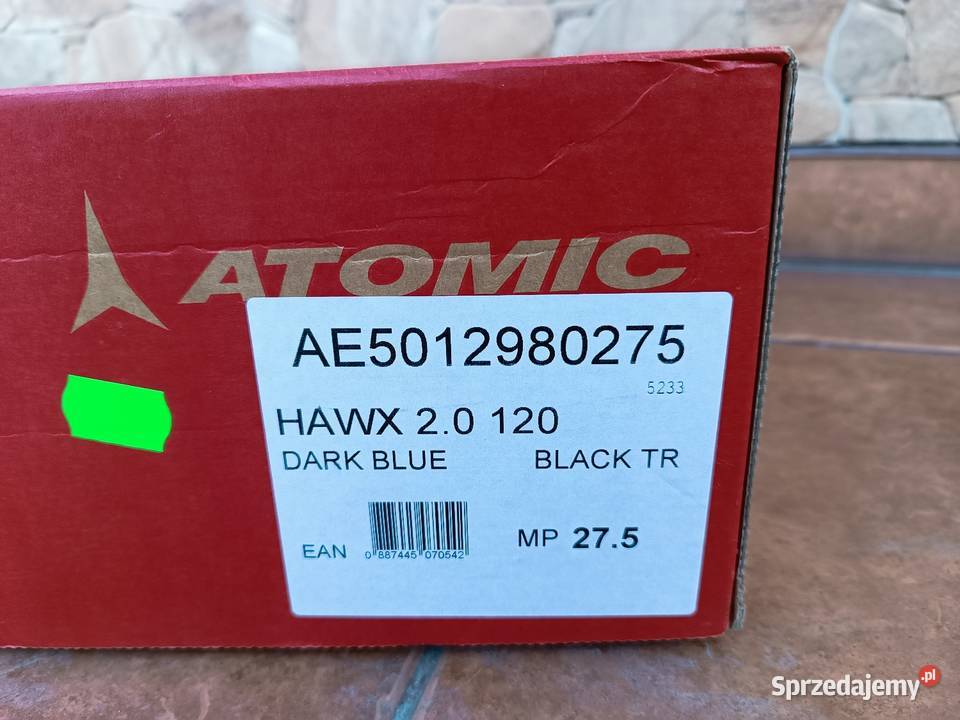 ATOMIC
AE5012980275
5233
HAWX 2.0 120
DARK BLUE BLACK TR
EAN 0 887445 070542 MP 27.5
Sprzedajemy.pl